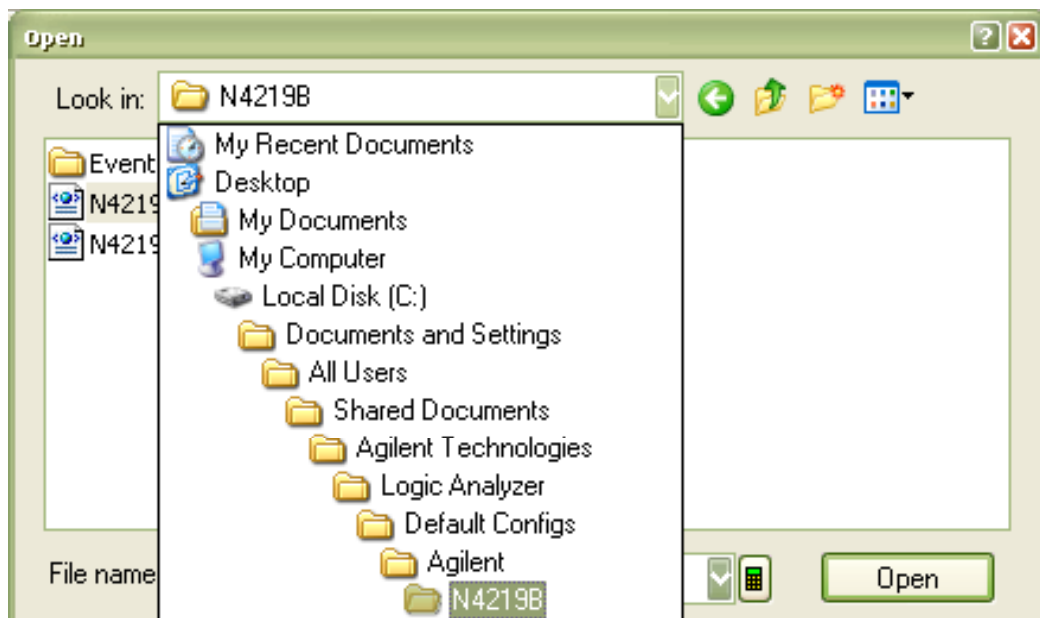 Open
Look in: N4219B
My Recent Documents
Event
Desktop
N4219
My Documents
N4219
My Computer
Local Disk (C:)
Documents and Settings
All Users
Shared Documents
Agilent Technologies
Logic Analyzer
Default Configs
Agilent
File name
Open
N4219B